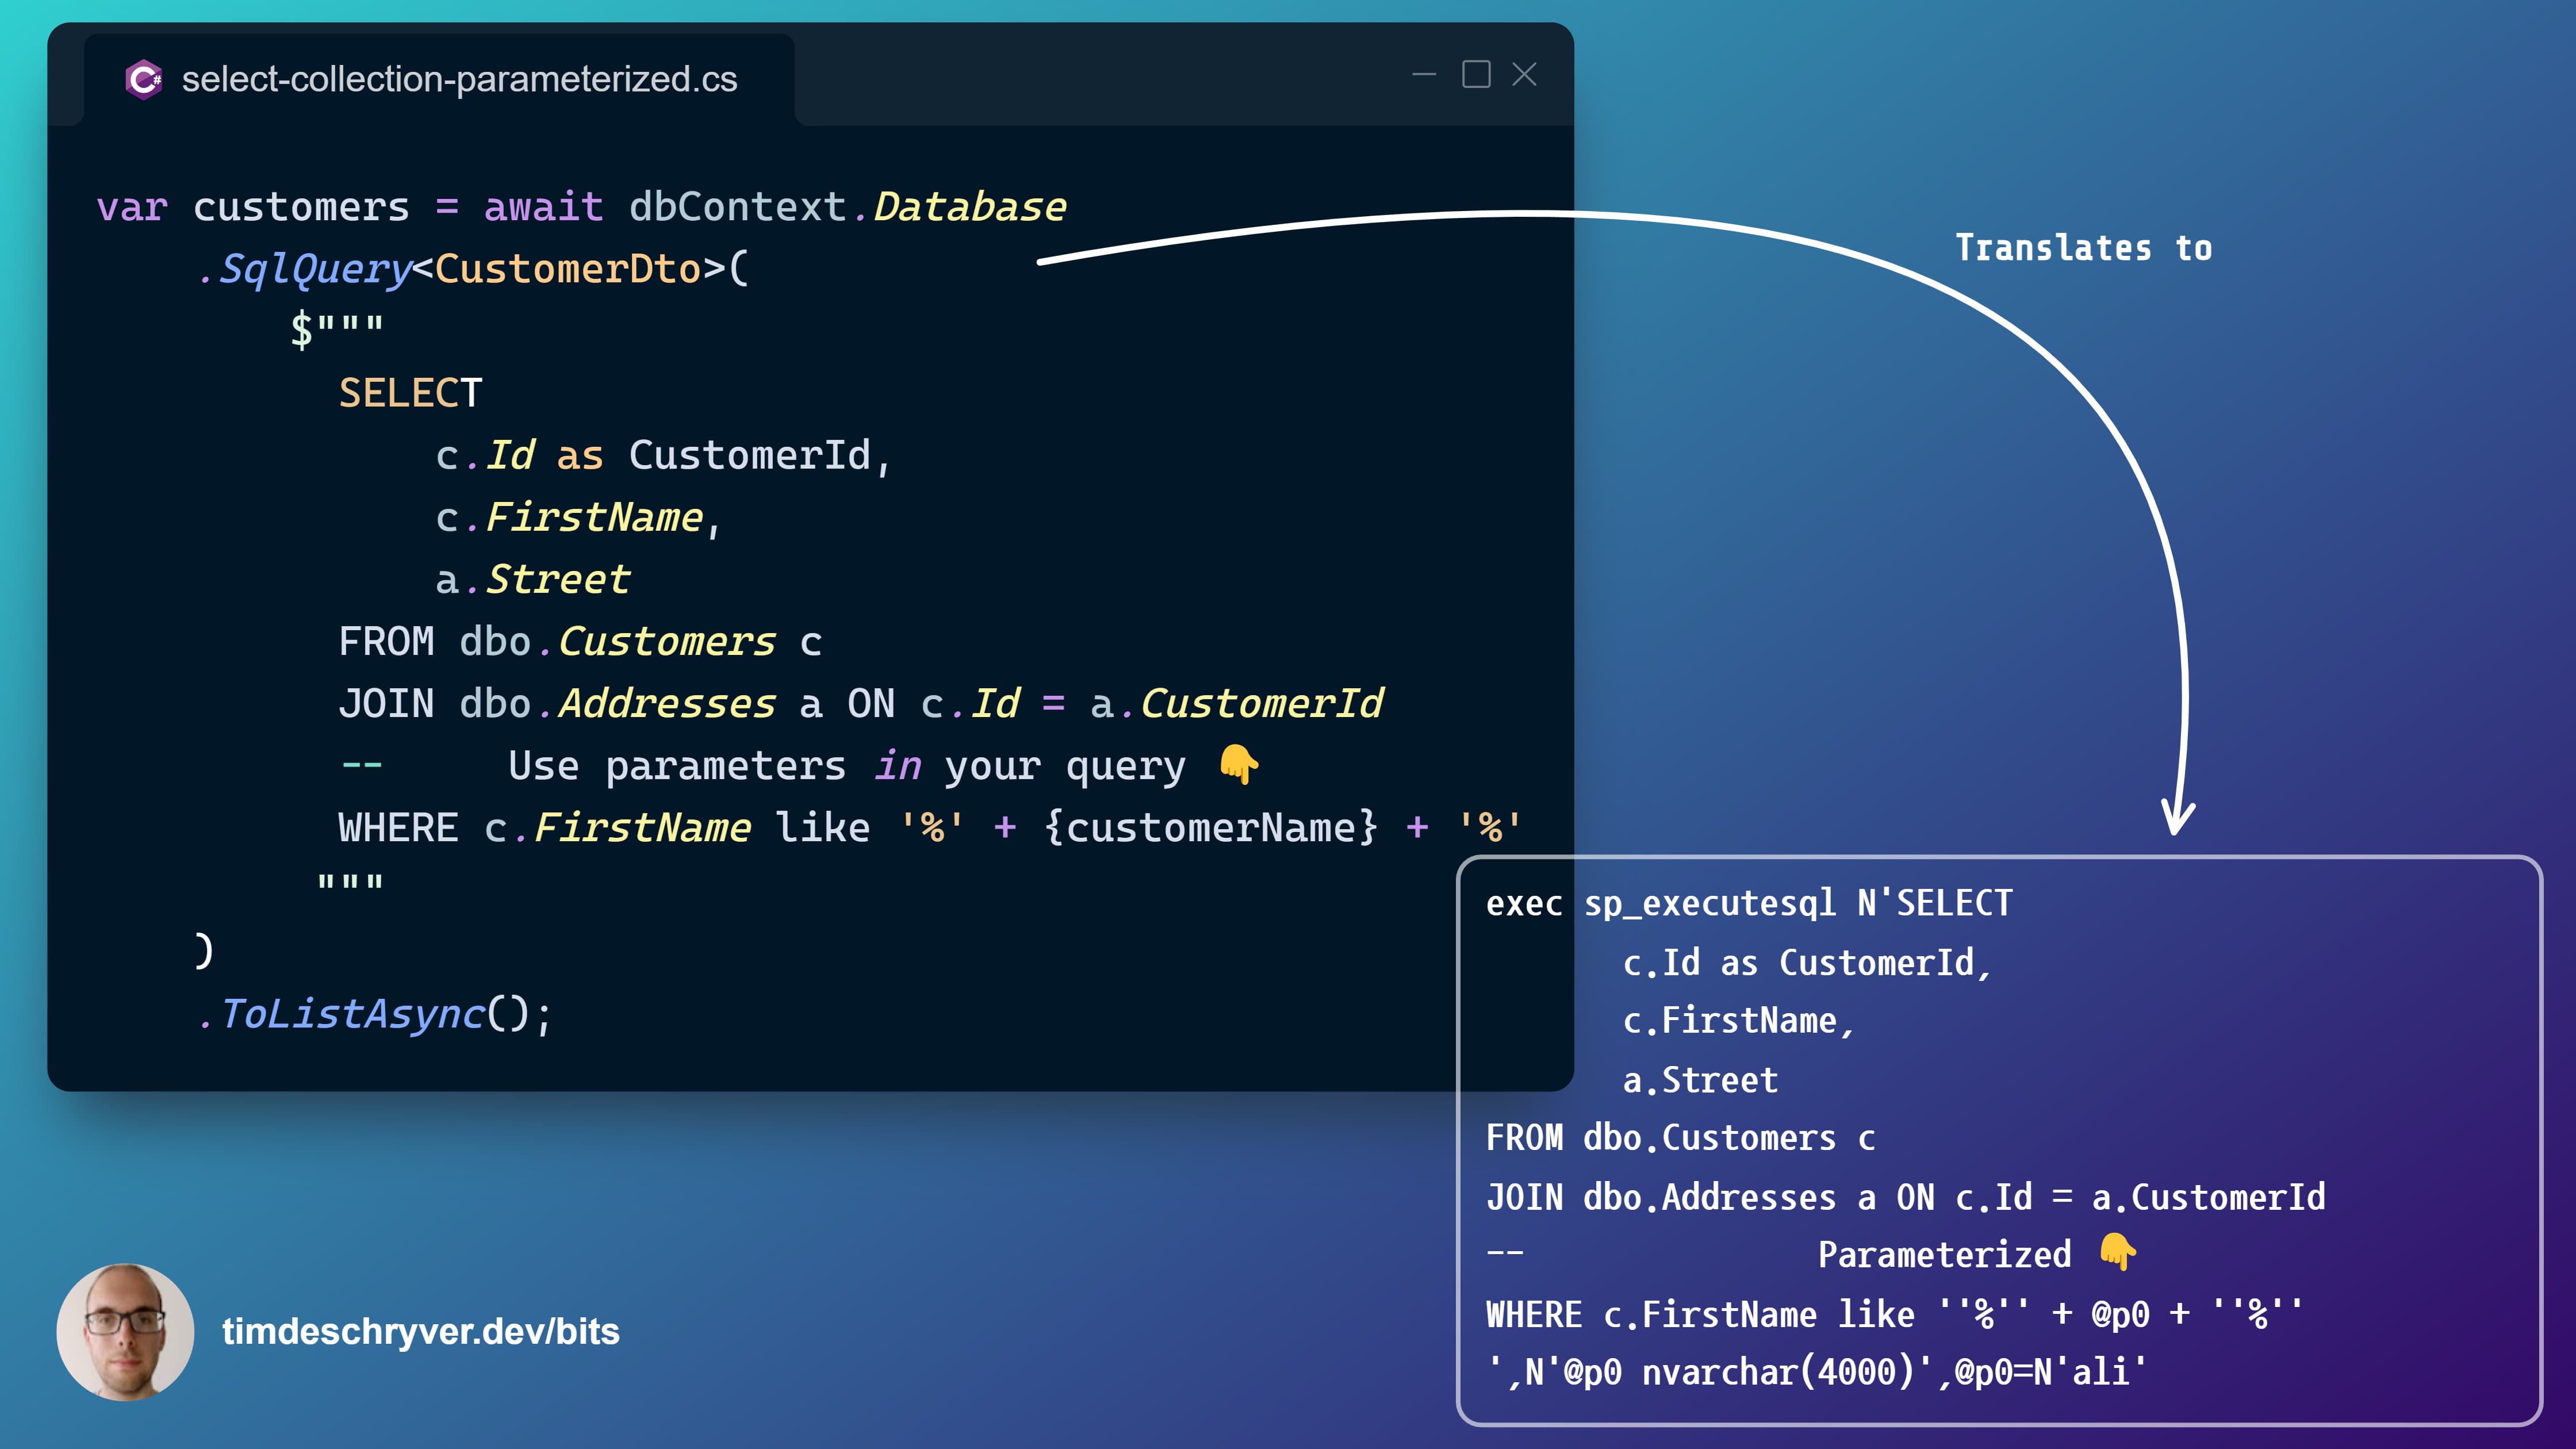 select-collection-parameterized.cs
var customers = await dbContext.Database
.SqlQuery<CustomerDto>(
$"""
SELECT
c.Id as CustomerId,
c.FirstName,
a.Street
FROM dbo.Customers c
JOIN dbo.Addresses a ON c.Id = a.CustomerId
-- Use parameters in your query 👇
WHERE c.FirstName like '%' + {customerName} + '%'
"""
)
.ToListAsync();
Translates to
exec sp_executesql N'SELECT
c.Id as CustomerId,
c.FirstName,
a.Street
FROM dbo.Customers c
JOIN dbo.Addresses a ON c.Id = a.CustomerId
-- Parameterized 👇
WHERE c.FirstName like ''%'' + @p0 + ''%''
',N'@p0 nvarchar(4000)',@p0=N'ali'
timdeschryver.dev/bits